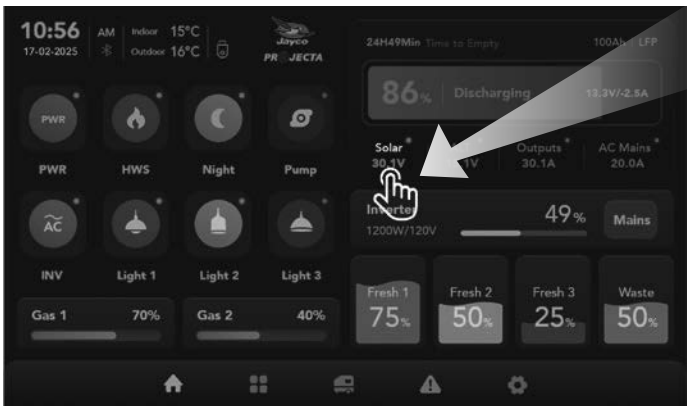 10:56 AM Indoor 15°C
17-02-2025 Outdoor 16°C
Jayco
PROJECTA
24H49Min Time to Empty 100Ah LFP
86% Discharging 13.3V/-2.5A
Solar Outputs AC Mains
30.1V 30.1A 20.0A
PWR
PWR HWS Night Pump
Inverter 49% Mains
1200W/120V
AC
INV Light 1 Light 2 Light 3
Gas 1 70% Gas 2 40%
Fresh 1 Fresh 2 Fresh 3 Waste
75% 50% 25% 50%